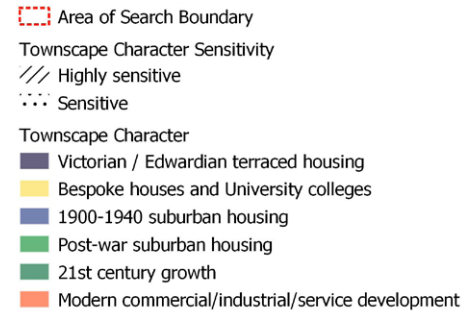 Area of Search Boundary
Townscape Character Sensitivity
Highly sensitive
Sensitive
Townscape Character
Victorian / Edwardian terraced housing
Bespoke houses and University colleges
1900-1940 suburban housing
Post-war suburban housing
21st century growth
Modern commercial/industrial/service development